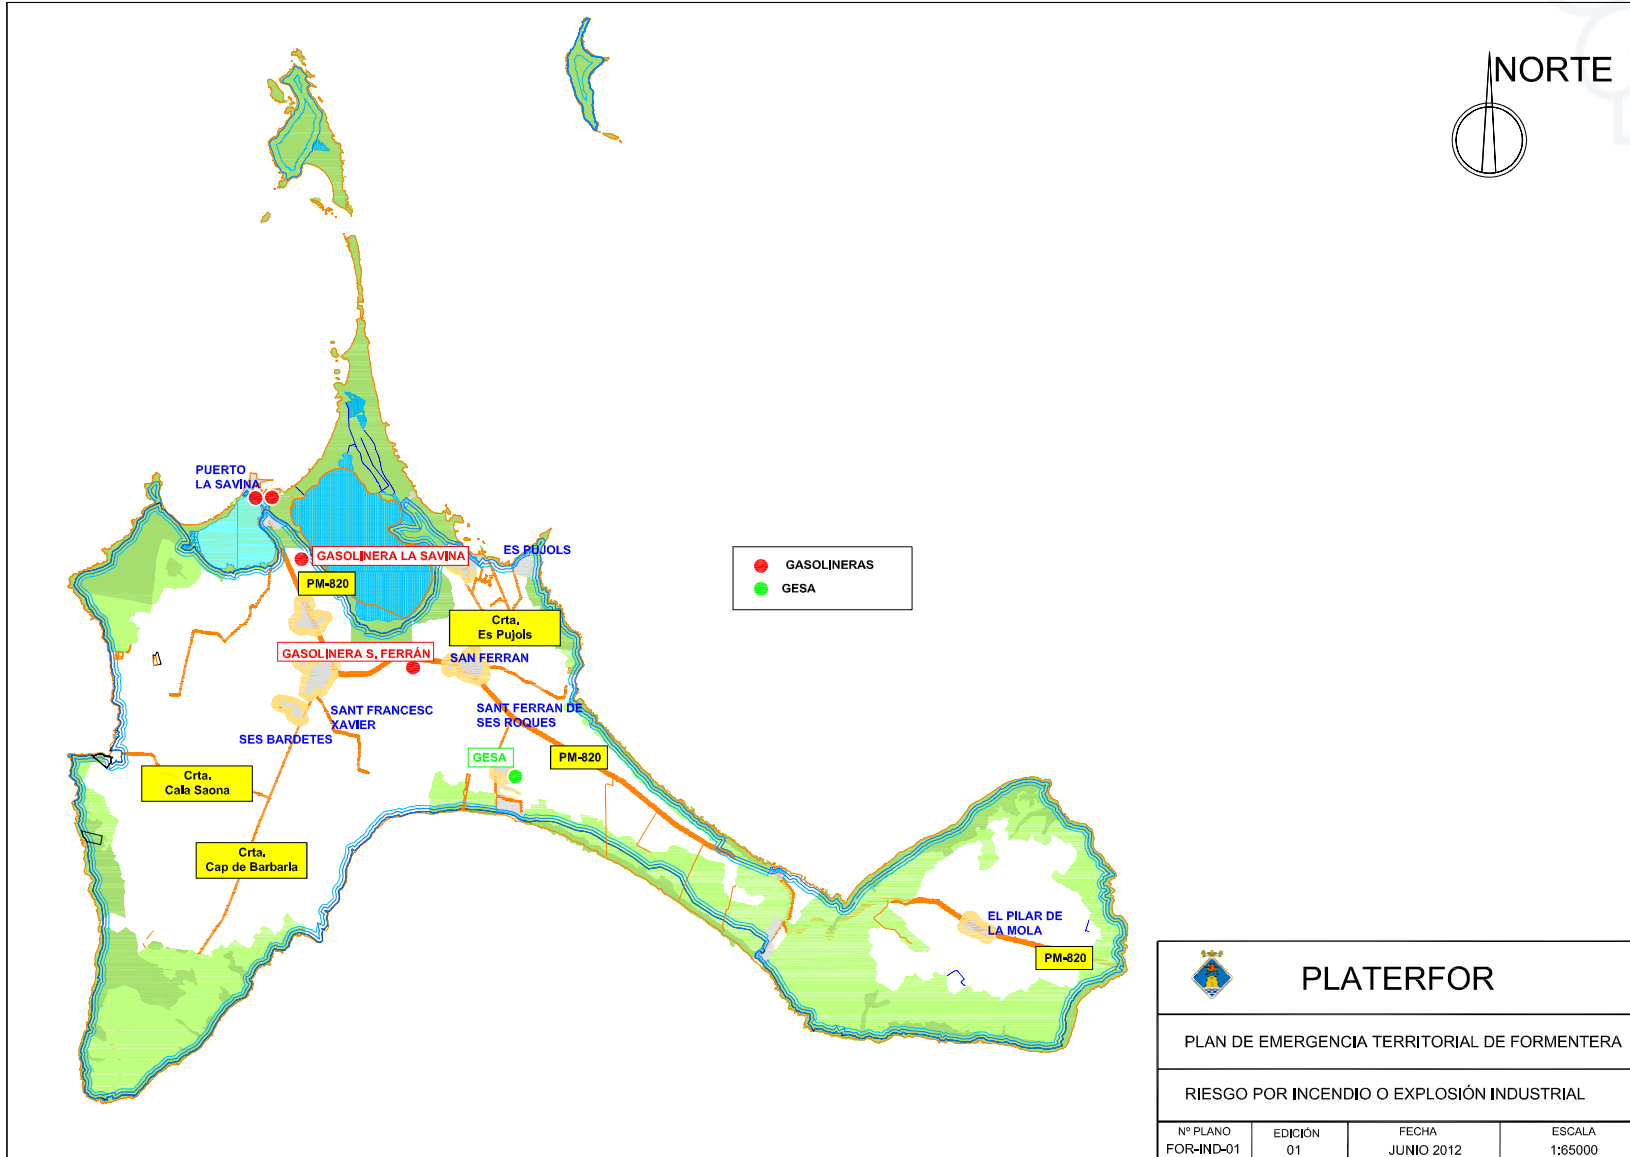 NORTE
PUERTO
LA SAVINA
GASOLINERA LA SAVINA
ES PUJOLS
PM-820
GASOLINERAS
GESA
Crta.
Es Pujols
GASOLINERA S. FERRÁN
SAN FERRAN
SANT FRANCESC
XAVIER
SANT FERRAN DE
SES ROQUES
SES BARDETES
GESA
PM-820
Crta.
Cala Saona
Crta.
Cap de Barbaria
EL PILAR DE
LA MOLA
PM-820
PLATERFOR
PLAN DE EMERGENCIA TERRITORIAL DE FORMENTERA
RIESGO POR INCENDIO O EXPLOSIÓN INDUSTRIAL
Nº PLANO
FOR-IND-01
EDICIÓN
01
FECHA
JUNIO 2012
ESCALA
1:65000